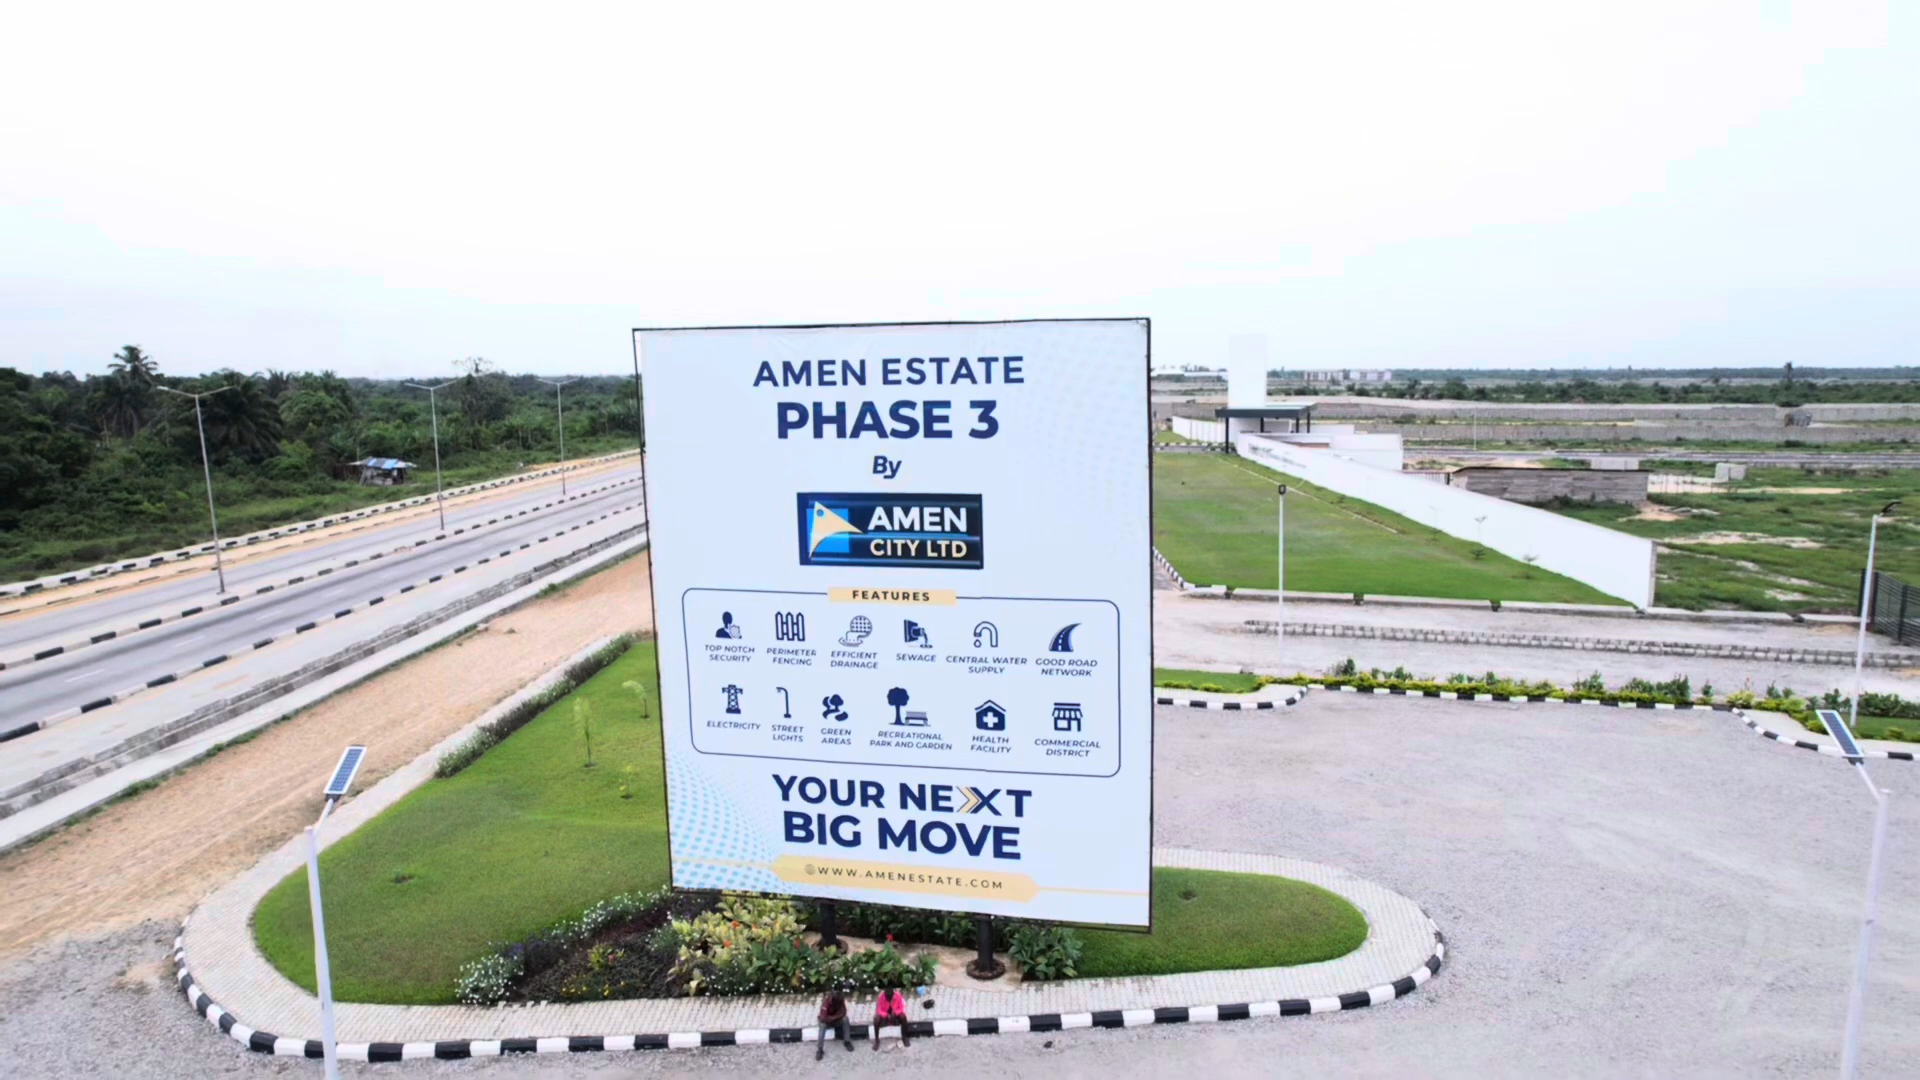 AMEN ESTATE
PHASE 3
By
AMEN
CITY LTD
FEATURES
TOP NOTCH
SECURITY
PERIMETER
FENCING
EFFICIENT
DRAINAGE
SEWAGE
CENTRAL WATER
SUPPLY
GOOD ROAD
NETWORK
ELECTRICITY
STREET
LIGHTS
GREEN
AREAS
RECREATIONAL
PARK AND GARDEN
HEALTH
FACILITY
COMMERCIAL
DISTRICT
YOUR NEXT
BIG MOVE
WWW.AMENESTATE.COM